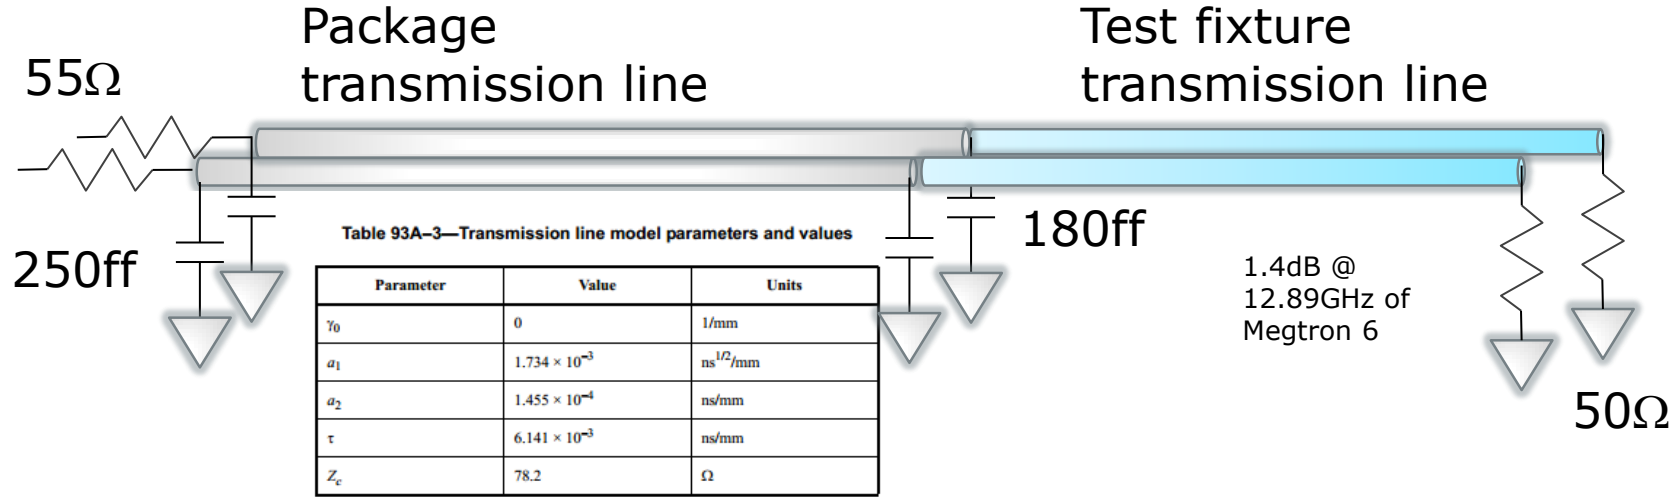 Package
transmission line
Test fixture
transmission line
55Ω
250ff
180ff
1.4dB @
12.89GHz of
Megtron 6
50Ω
Table 93A–3—Transmission line model parameters and values
Parameter Value Units
γ0 0 1/mm
a1 1.734 × 10−3 ns1/2/mm
a2 1.455 × 10−4 ns/mm
τ 6.141 × 10−3 ns/mm
Zc 78.2 Ω